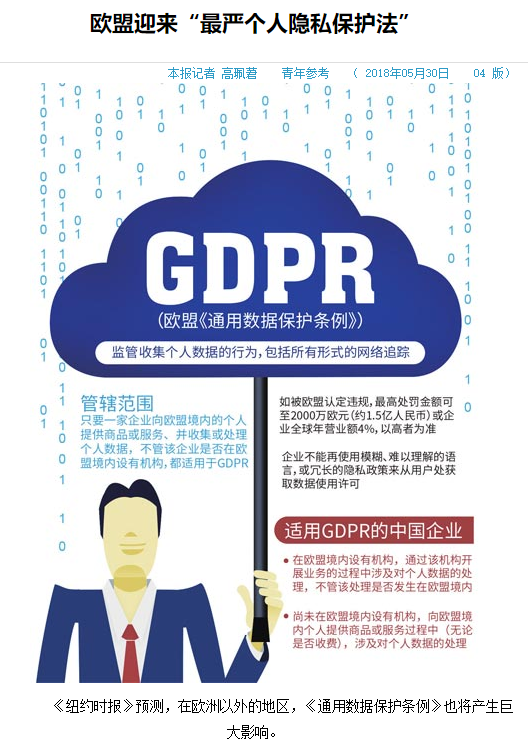 欧盟迎来“最严个人隐私保护法”
本报记者 高珮莙 青年参考 （ 2018年05月30日 04 版）
GDPR
（欧盟《通用数据保护条例》）
监管收集个人数据的行为，包括所有形式的网络追踪
管辖范围
只要一家企业向欧盟境内的个人
提供商品或服务、并收集或处理
个人数据，不管该企业是否在欧
盟境内设有机构，都适用于GDPR
如被欧盟认定违规，最高处罚金额可
至2000万欧元（约1.5亿人民币）或企
业全球年营业额4%，以高者为准
企业不能再使用模糊、难以理解的语
言，或冗长的隐私政策来从用户处获
取数据使用许可
适用GDPR的中国企业
在欧盟境内设有机构，通过该机构开
展业务的过程中涉及对个人数据的处
理，不管该处理是否发生在欧盟境内
尚未在欧盟境内设有机构，向欧盟境
内个人提供商品或服务过程中（无论
是否收费），涉及对个人数据的处理
《纽约时报》预测，在欧洲以外的地区，《通用数据保护条例》也将产生巨
大影响。